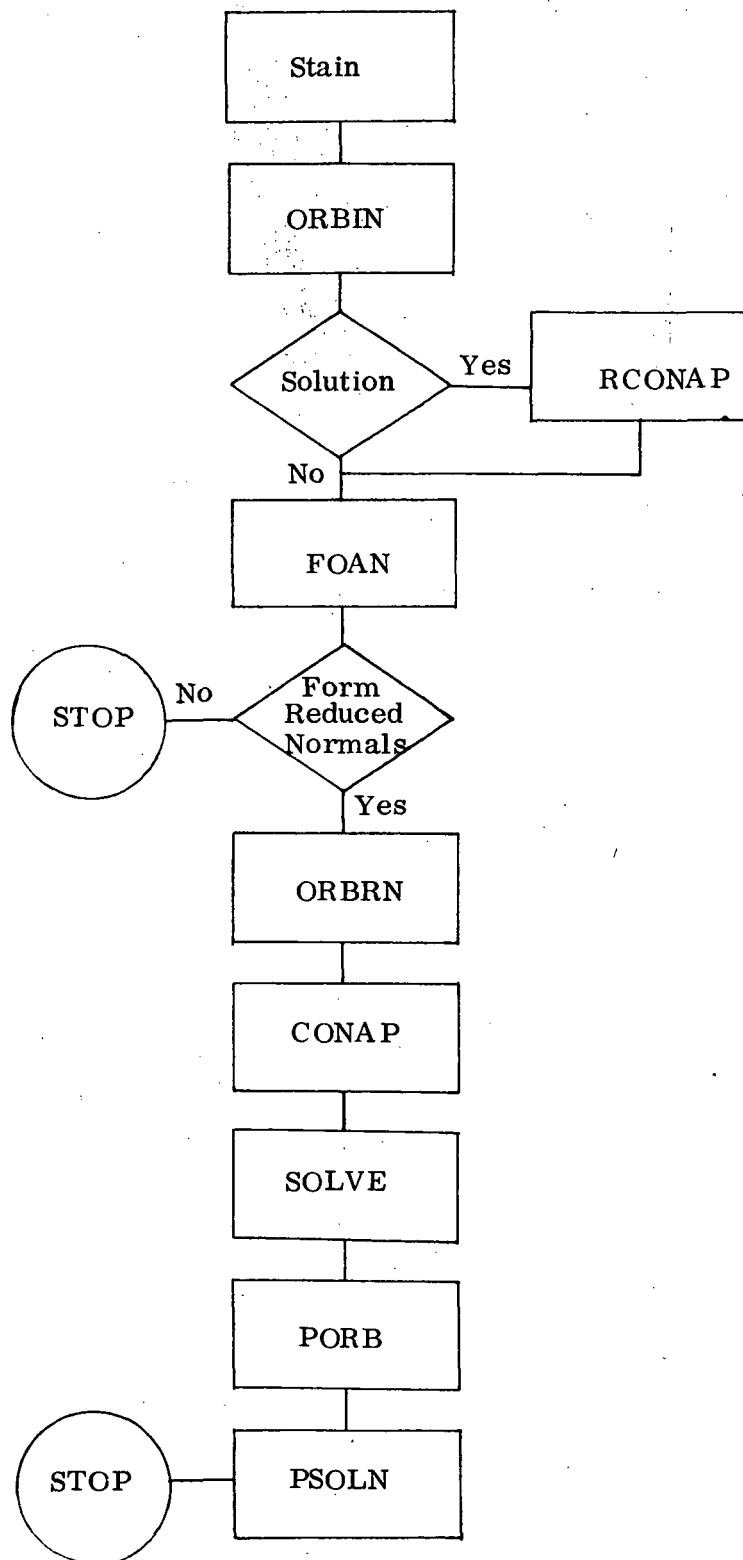 Stain
ORBIN
Solution
Yes
RCONAP
No
FOAN
STOP
No
Form
Reduced
Normals
Yes
ORBRN
CONAP
SOLVE
PORB
STOP
PSOLN